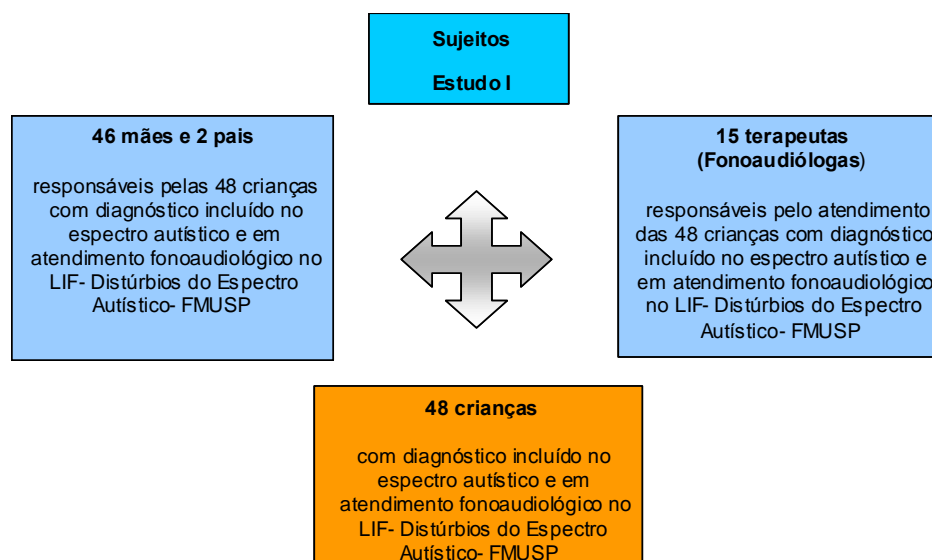 Sujeitos
Estudo I
46 mães e 2 pais
responsáveis pelas 48 crianças
com diagnóstico incluído no
espectro autístico e em
atendimento fonoaudiológico no
LIF- Distúrbios do Espectro
Autístico- FMUSP
15 terapeutas
(Fonoaudiólogas)
responsáveis pelo atendimento
das 48 crianças com diagnóstico
incluído no espectro autístico e
em atendimento fonoaudiológico
no LIF- Distúrbios do Espectro
Autístico- FMUSP
48 crianças
com diagnóstico incluído no
espectro autístico e em
atendimento fonoaudiológico no
LIF- Distúrbios do Espectro
Autístico- FMUSP